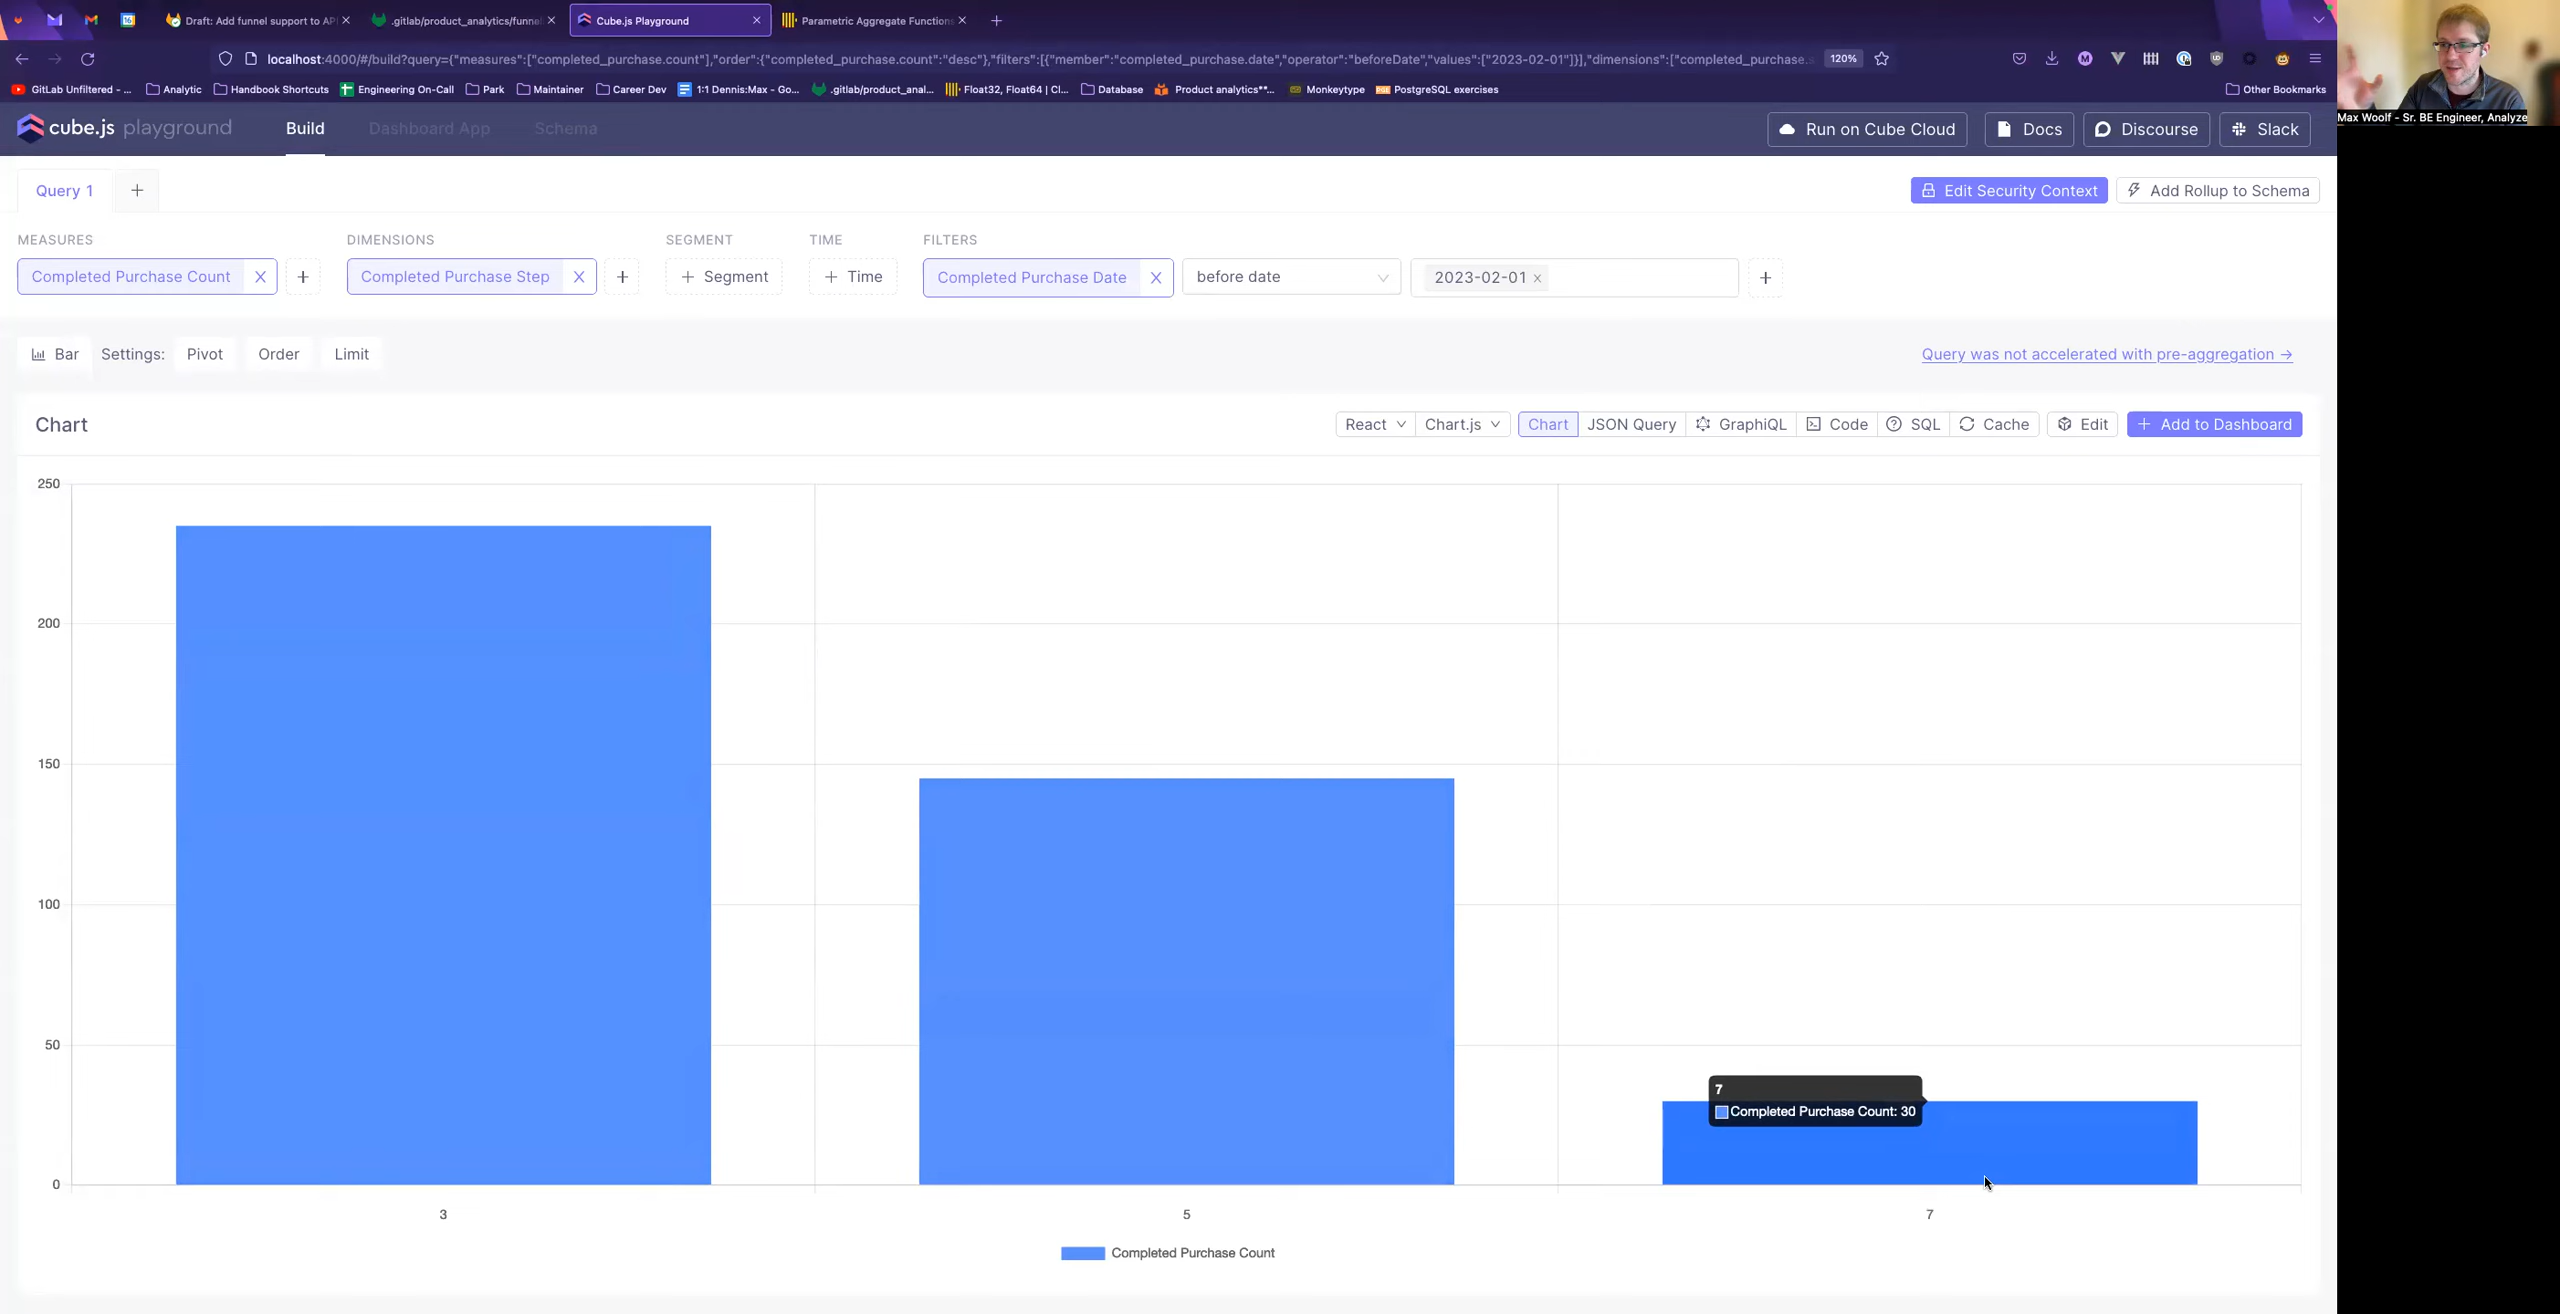 Draft: Add funnel support to AP
.gitlab/product_analytics/funnel
Cube.js Playground
Parametric Aggregate Functions
localhost:4000/#/build?query={"measures":["completed_purchase.count"],"order":{"completed_purchase.count":"desc"},"filters":[{"member":"completed_purchase.date","operator":"beforeDate","values":["2023-02-01"]}],"dimensions":["completed_purchase.s
120%
GitLab Unfiltered - ...
Analytic
Handbook Shortcuts
Engineering On-Call
Park
Maintainer
Career Dev
1:1 Dennis:Max - Go...
.gitlab/product_anal...
Float32, Float64 | Cl...
Database
Product analytics**...
Monkeytype
PostgreSQL exercises
Other Bookmarks
Max Woolf - Sr. BE Engineer, Analyze
cube.js playground
Build
Dashboard App
Schema
Run on Cube Cloud
Docs
Discourse
Slack
Query 1
+
Edit Security Context
Add Rollup to Schema
MEASURES
DIMENSIONS
SEGMENT
TIME
FILTERS
Completed Purchase Count
Completed Purchase Step
+ Segment
+ Time
Completed Purchase Date
before date
2023-02-01 ×
Bar
Settings:
Pivot
Order
Limit
Query was not accelerated with pre-aggregation →
Chart
React
Chart.js
Chart
JSON Query
GraphiQL
Code
SQL
Cache
Edit
+ Add to Dashboard
250
200
150
100
50
0
7
Completed Purchase Count: 30
3
5
7
Completed Purchase Count